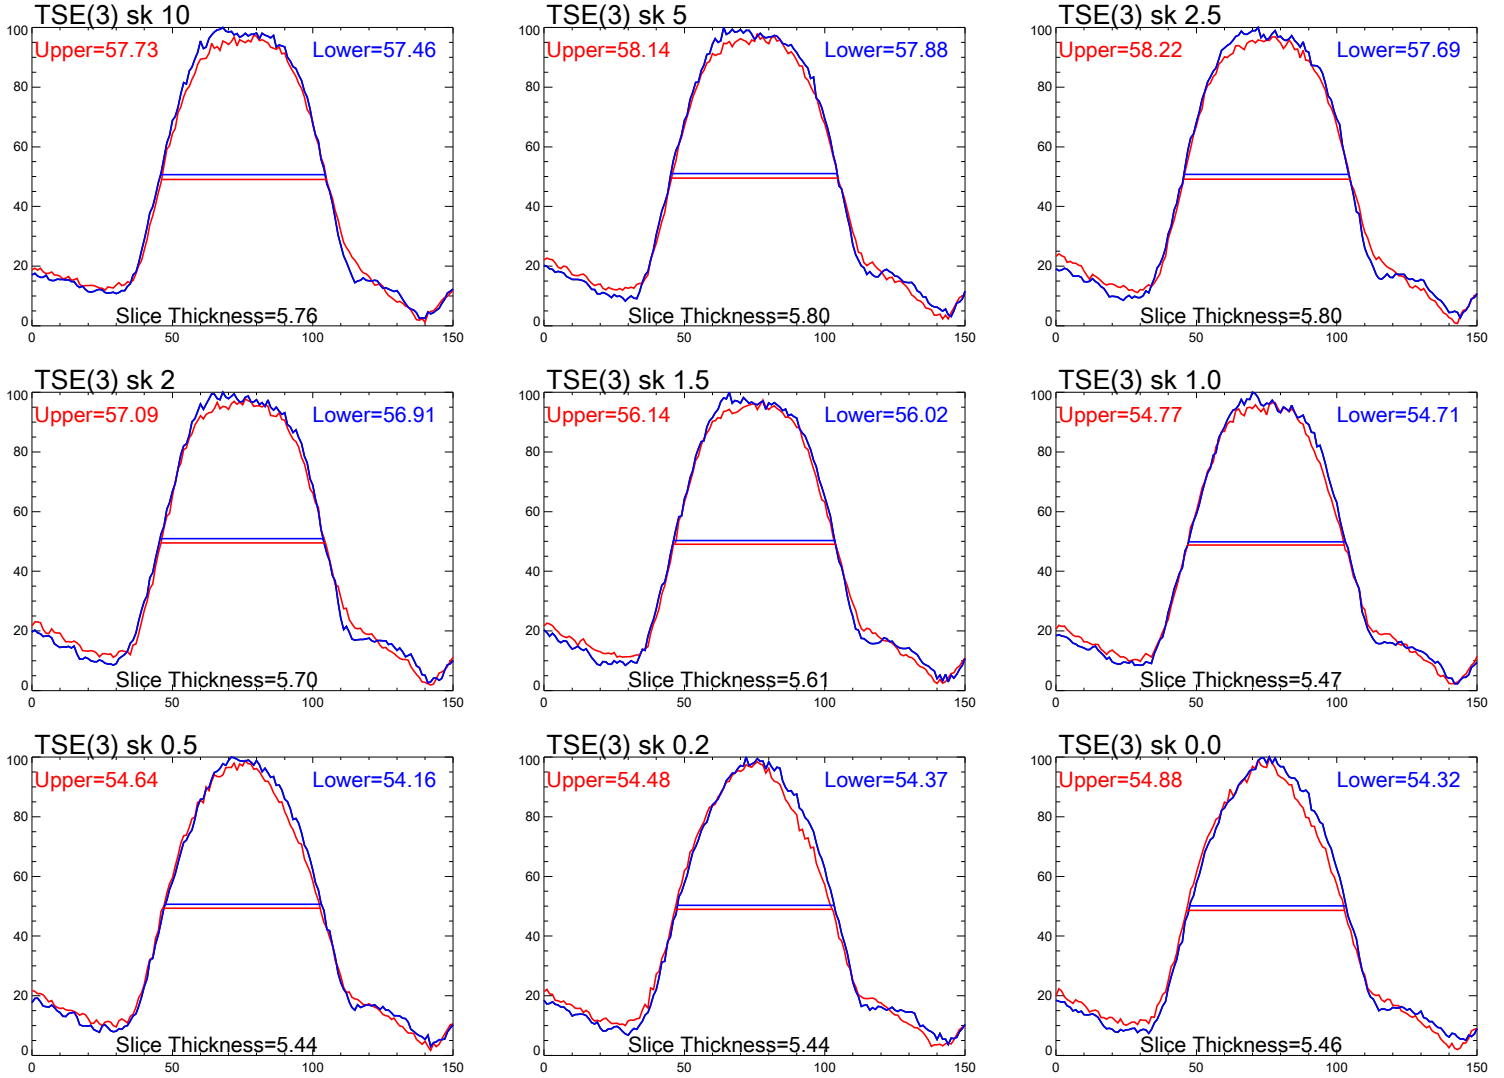 TSE(3) sk 10
Upper=57.73 Lower=57.46
100
80
60
40
20
0
Slice Thickness=5.76
0 50 100 150
TSE(3) sk 5
Upper=58.14 Lower=57.88
100
80
60
40
20
0
Slice Thickness=5.80
0 50 100 150
TSE(3) sk 2.5
Upper=58.22 Lower=57.69
100
80
60
40
20
0
Slice Thickness=5.80
0 50 100 150
TSE(3) sk 2
Upper=57.09 Lower=56.91
100
80
60
40
20
0
Slice Thickness=5.70
0 50 100 150
TSE(3) sk 1.5
Upper=56.14 Lower=56.02
100
80
60
40
20
0
Slice Thickness=5.61
0 50 100 150
TSE(3) sk 1.0
Upper=54.77 Lower=54.71
100
80
60
40
20
0
Slice Thickness=5.47
0 50 100 150
TSE(3) sk 0.5
Upper=54.64 Lower=54.16
100
80
60
40
20
0
Slice Thickness=5.44
0 50 100 150
TSE(3) sk 0.2
Upper=54.48 Lower=54.37
100
80
60
40
20
0
Slice Thickness=5.44
0 50 100 150
TSE(3) sk 0.0
Upper=54.88 Lower=54.32
100
80
60
40
20
0
Slice Thickness=5.46
0 50 100 150